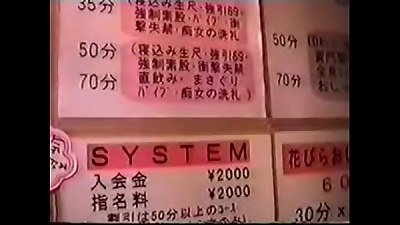 35分
強制素股・バイブ・衝
撃失禁・痴女の洗礼)
50分 (寝込み生尺・強引69・
強制素股・衝撃失禁
70分 直飲み・まさぐり
バイブ・痴女の洗礼)
50分
70分
SYSTEM
入会金 ¥2000
指名料 ¥2000
割引は50分以上のコース
花びら
60
30分×